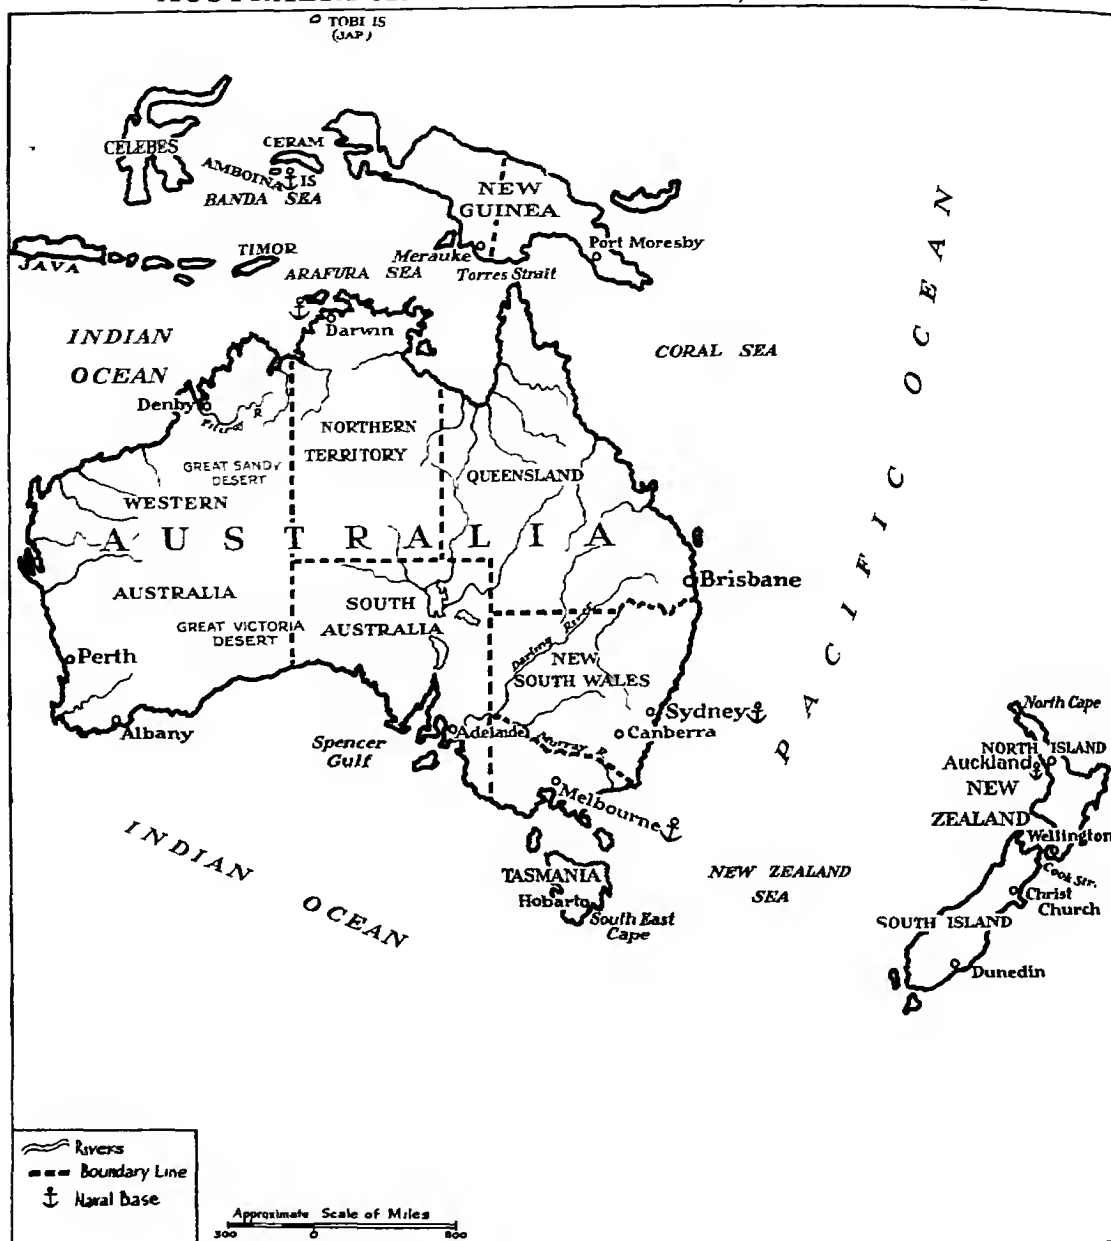 TOBI IS
(JAP)
CELEBES
CERAM
AMBOINA IS
BANDA SEA
NEW
GUINEA
JAVA
TIMOR
ARAFURA SEA
Merauke
Torres Strait
Port Moresby
INDIAN
OCEAN
Darwin
CORAL SEA
PACIFIC OCEAN
Denby
R
NORTHERN
TERRITORY
GREAT SANDY
DESERT
QUEENSLAND
WESTERN
AUSTRALIA
AUSTRALIA
Brisbane
SOUTH
AUSTRALIA
GREAT VICTORIA
DESERT
Darling River
NEW
SOUTH WALES
Perth
Albany
Spencer
Gulf
Adelaide
Murray R.
Sydney
Canberra
Melbourne
North Cape
NORTH ISLAND
Auckland
NEW
ZEALAND
Wellington
Cook Str.
Christ
Church
SOUTH ISLAND
Dunedin
INDIAN
OCEAN
TASMANIA
Hobart
South East
Cape
NEW ZEALAND
SEA
Rivers
Boundary Line
Naval Base
Approximate Scale of Miles
300 0 800